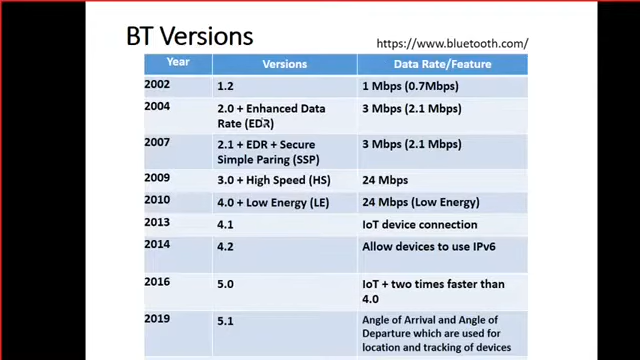 BT Versions
https://www.bluetooth.com/
Year Versions Data Rate/Feature
2002 1.2 1 Mbps (0.7Mbps)
2004 2.0 + Enhanced Data Rate (EDR) 3 Mbps (2.1 Mbps)
2007 2.1 + EDR + Secure Simple Paring (SSP) 3 Mbps (2.1 Mbps)
2009 3.0 + High Speed (HS) 24 Mbps
2010 4.0 + Low Energy (LE) 24 Mbps (Low Energy)
2013 4.1 IoT device connection
2014 4.2 Allow devices to use IPv6
2016 5.0 IoT + two times faster than 4.0
2019 5.1 Angle of Arrival and Angle of Departure which are used for location and tracking of devices